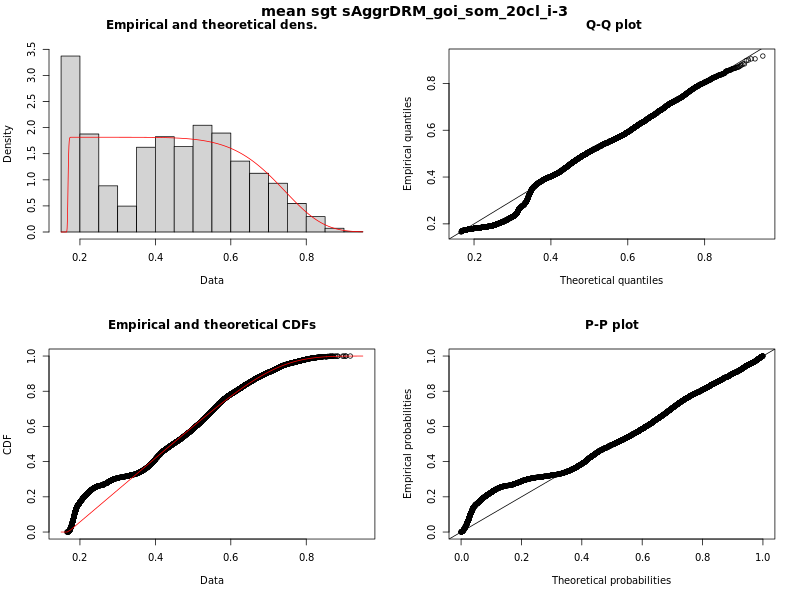 mean sgt sAggrDRM_goi_som_20cl_i-3
Empirical and theoretical dens.
Density
0.0 0.5 1.0 1.5 2.0 2.5 3.0 3.5
0.2 0.4 0.6 0.8
Data
Q-Q plot
Empirical quantiles
0.2 0.4 0.6 0.8
0.2 0.4 0.6 0.8
Theoretical quantiles
Empirical and theoretical CDFs
CDF
0.0 0.2 0.4 0.6 0.8 1.0
0.2 0.4 0.6 0.8
Data
P-P plot
Empirical probabilities
0.0 0.2 0.4 0.6 0.8 1.0
0.0 0.2 0.4 0.6 0.8 1.0
Theoretical probabilities